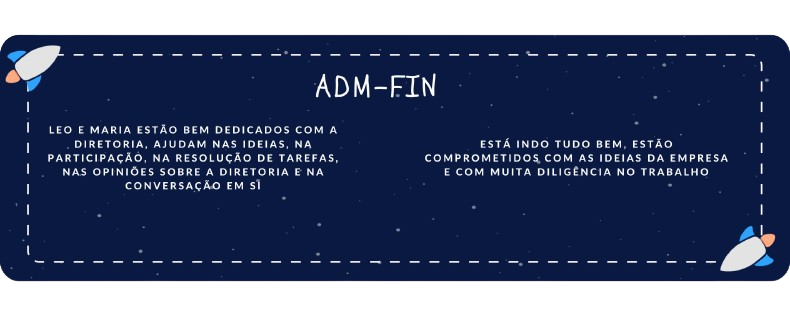 ADM-FIN
LEO E MARIA ESTÃO BEM DEDICADOS COM A
DIRETORIA, AJUDAM NAS IDEIAS, NA
PARTICIPAÇÃO, NA RESOLUÇÃO DE TAREFAS,
NAS OPINIÕES SOBRE A DIRETORIA E NA
CONVERSAÇÃO EM SÍ
ESTÁ INDO TUDO BEM, ESTÃO
COMPROMETIDOS COM AS IDEIAS DA EMPRESA
E COM MUITA DILIGÊNCIA NO TRABALHO